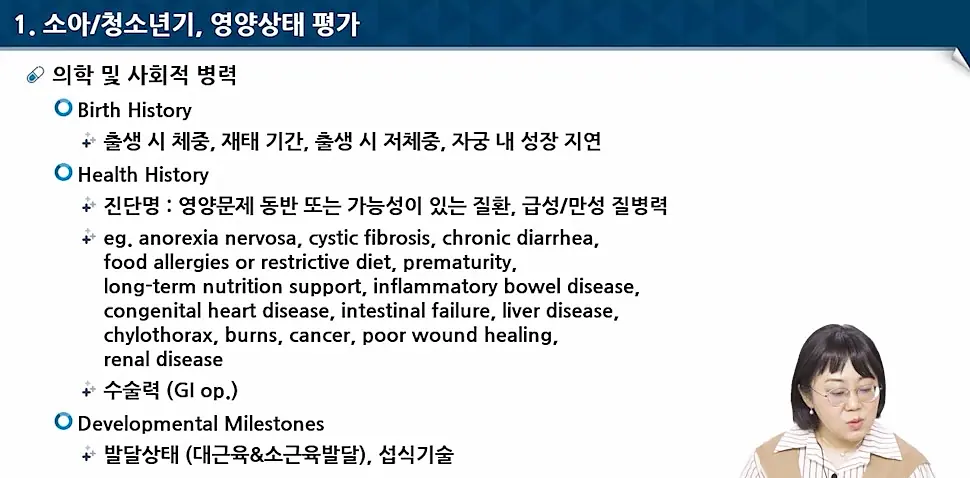 1. 소아/청소년기, 영양상태 평가
의학 및 사회적 병력
Birth History
출생 시 체중, 재태 기간, 출생 시 저체중, 자궁 내 성장 지연
Health History
진단명 : 영양문제 동반 또는 가능성이 있는 질환, 급성/만성 질병력
eg. anorexia nervosa, cystic fibrosis, chronic diarrhea,
food allergies or restrictive diet, prematurity,
long-term nutrition support, inflammatory bowel disease,
congenital heart disease, intestinal failure, liver disease,
chylothorax, burns, cancer, poor wound healing,
renal disease
수술력 (GI op.)
Developmental Milestones
발달상태 (대근육&소근육발달), 섭식기술